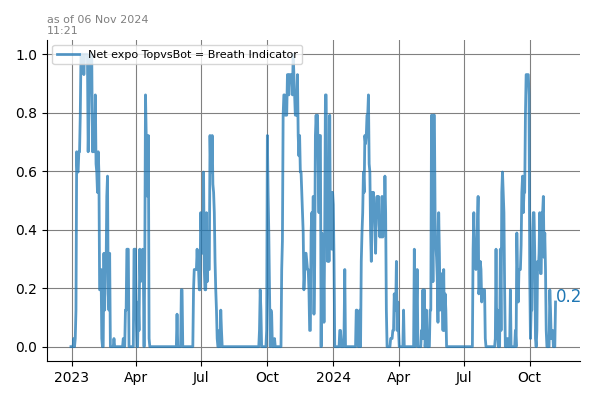 as of 06 Nov 2024
11:21
Net expo TopvsBot = Breath Indicator
1.0
0.8
0.6
0.4
0.2
0.0
0.2
2023 Apr Jul Oct 2024 Apr Jul Oct